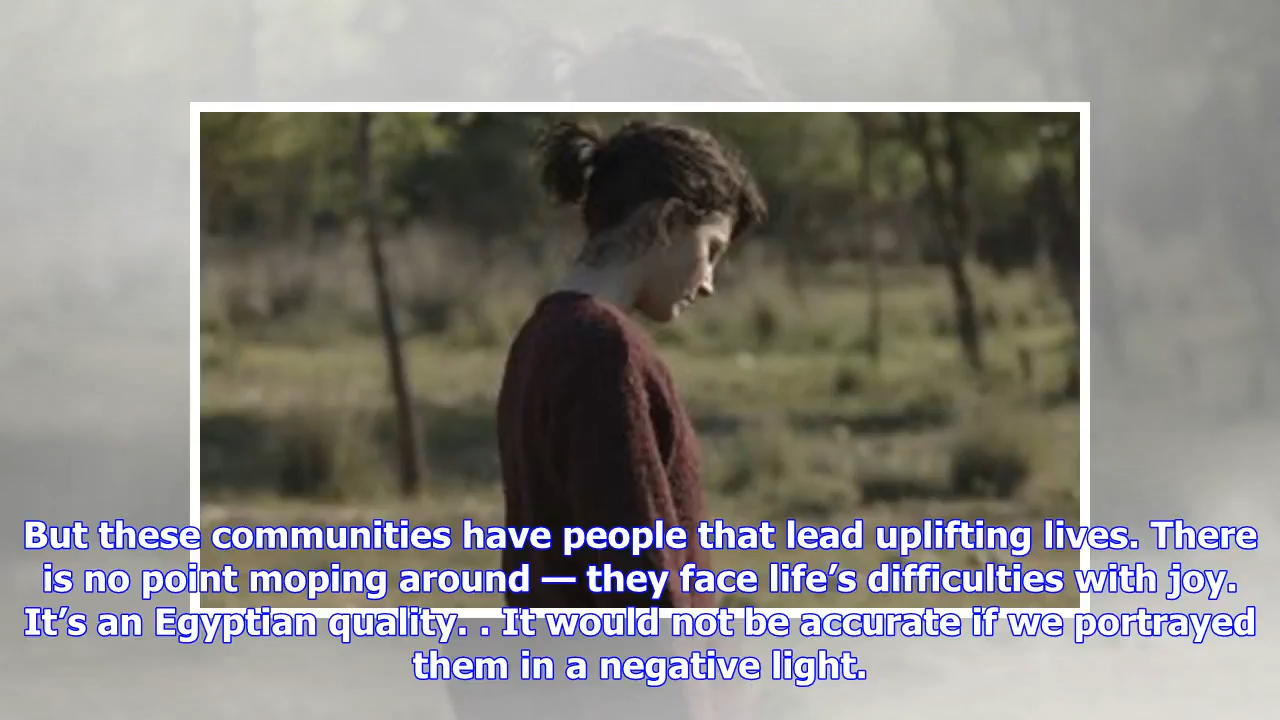 But these communities have people that lead uplifting lives. There
is no point moping around — they face life’s difficulties with joy.
It’s an Egyptian quality. . It would not be accurate if we portrayed
them in a negative light.